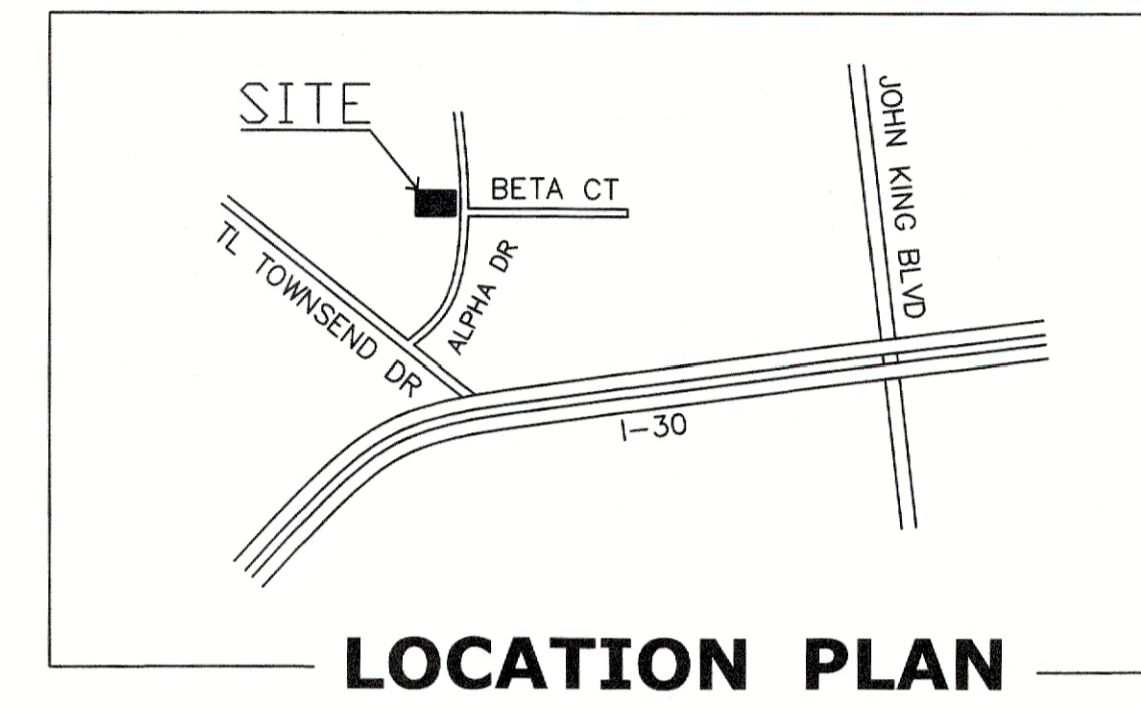 SITE
BETA CT
JOHN KING BLVD
TL TOWNSEND DR
ALPHA DR
I-30
LOCATION PLAN